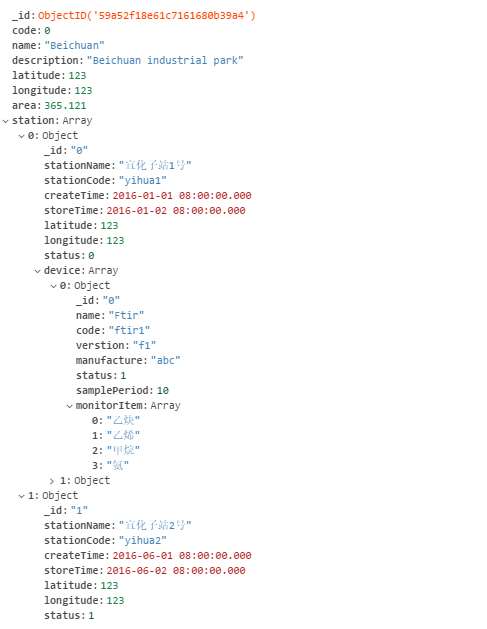 _id: ObjectID('59a52f18e61c7161680b39a4')
code: 0
name: "Beichuan"
description: "Beichuan industrial park"
latitude: 123
longitude: 123
area: 365.121
station: Array
0: Object
_id: "0"
stationName: "宜化子站1号"
stationCode: "yihua1"
createTime: 2016-01-01 08:00:00.000
storeTime: 2016-01-02 08:00:00.000
latitude: 123
longitude: 123
status: 0
device: Array
0: Object
_id: "0"
name: "Ftir"
code: "ftir1"
verstion: "f1"
manufacture: "abc"
status: 1
samplePeriod: 10
monitorItem: Array
0: "乙炔"
1: "乙烯"
2: "甲烷"
3: "氨"
1: Object
1: Object
_id: "1"
stationName: "宜化子站2号"
stationCode: "yihua2"
createTime: 2016-06-01 08:00:00.000
storeTime: 2016-06-02 08:00:00.000
latitude: 123
longitude: 123
status: 1